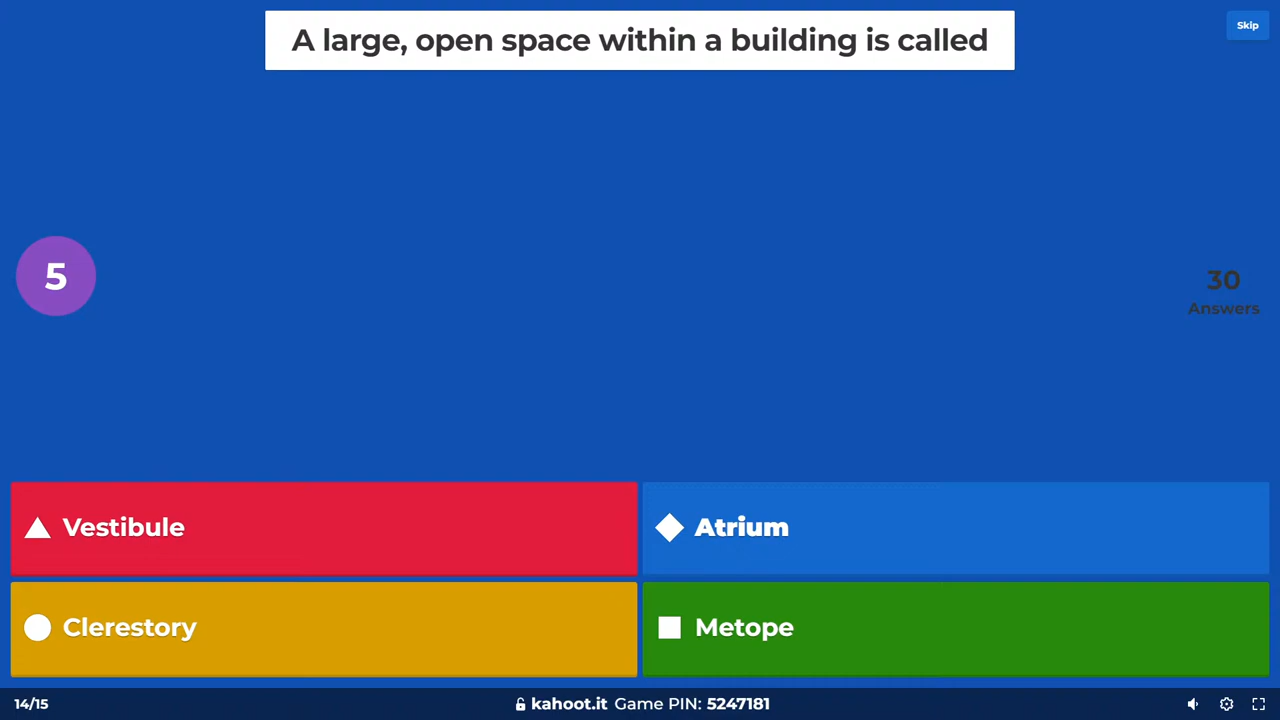 A large, open space within a building is called
Skip
5
30
Answers
Vestibule
Atrium
Clerestory
Metope
14/15
kahoot.it Game PIN: 5247181